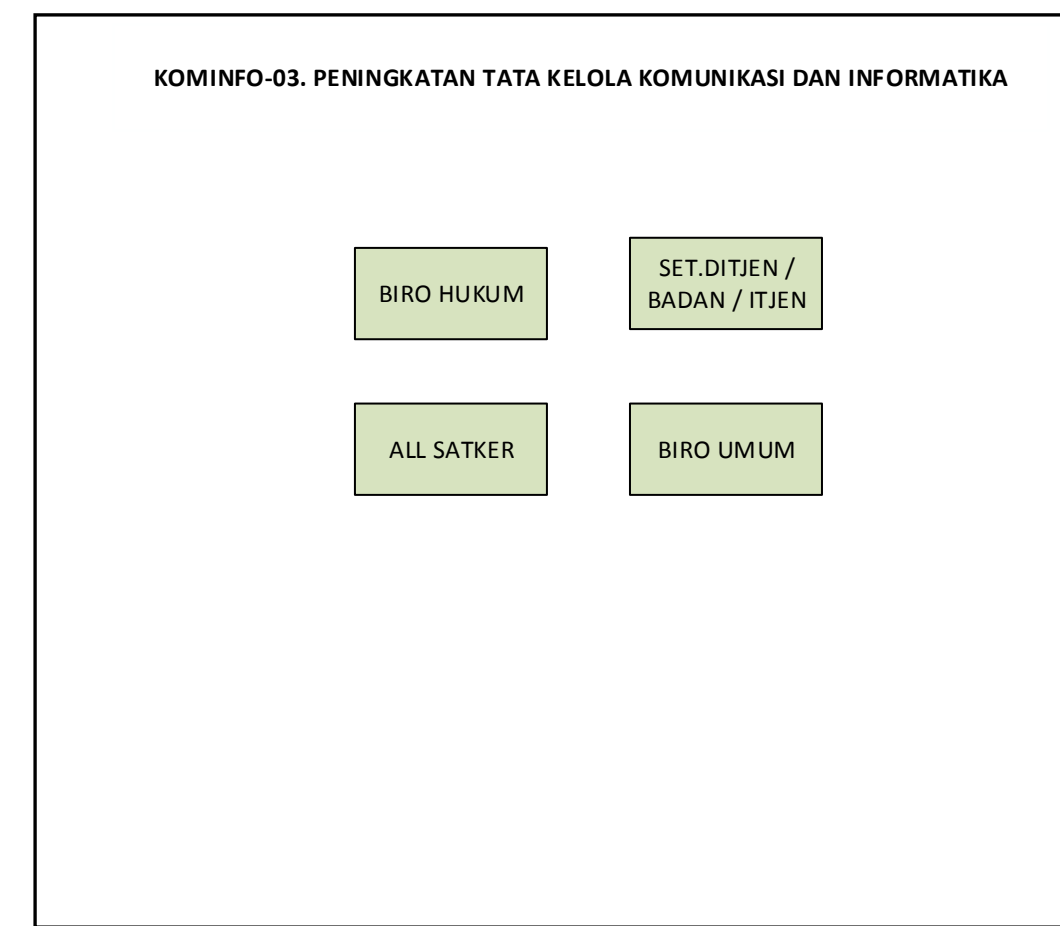 KOMINFO-03. PENINGKATAN TATA KELOLA KOMUNIKASI DAN INFORMATIKA
BIRO HUKUM
SET.DITJEN /
BADAN / ITJEN
ALL SATKER
BIRO UMUM